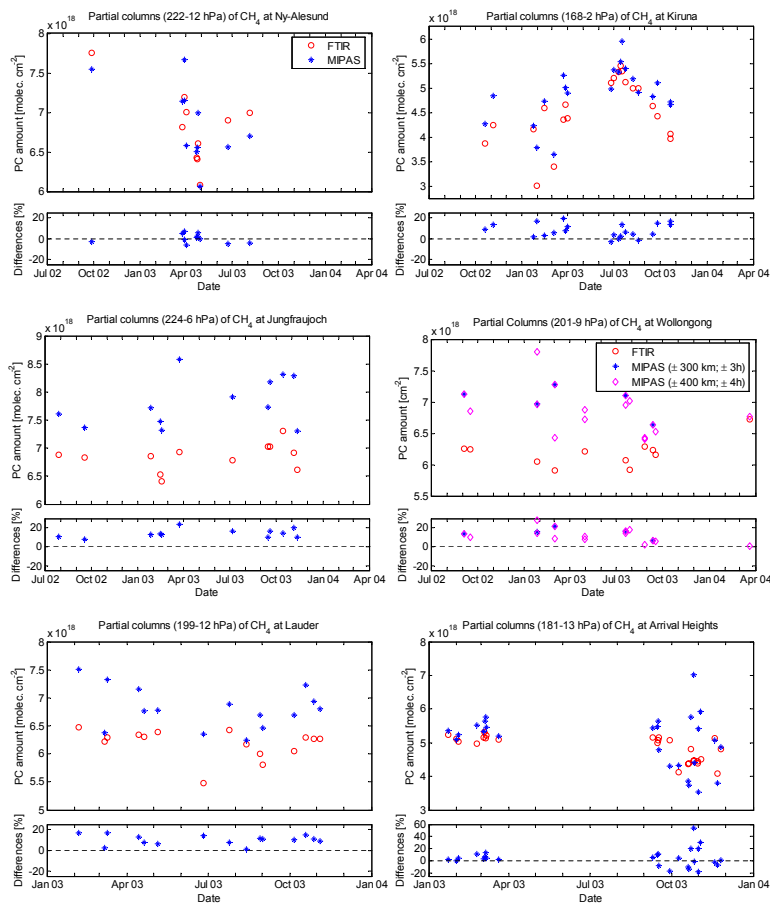 Partial columns (222-12 hPa) of CH4 at Ny-Alesund
x 10^18
PC amount [molec. cm-2]
8
7.5
7
6.5
6
FTIR
MIPAS
Differences [%]
20
0
-20
Jul 02 Oct 02 Jan 03 Apr 03 Jul 03 Oct 03 Jan 04 Apr 04
Date
Partial columns (168-2 hPa) of CH4 at Kiruna
x 10^18
PC amount [molec. cm-2]
6
5.5
5
4.5
4
3.5
3
Differences [%]
20
0
-20
Jul 02 Oct 02 Jan 03 Apr 03 Jul 03 Oct 03 Jan 04 Apr 04
Date
Partial columns (224-6 hPa) of CH4 at Jungfraujoch
x 10^18
PC amount [molec. cm-2]
9
8.5
8
7.5
7
6.5
6
Differences [%]
20
0
-20
Jul 02 Oct 02 Jan 03 Apr 03 Jul 03 Oct 03 Jan 04 Apr 04
Date
Partial Columns (201-9 hPa) of CH4 at Wollongong
x 10^18
PC amount [cm-2]
8
7.5
7
6.5
6
5.5
FTIR
MIPAS (± 300 km; ± 3h)
MIPAS (± 400 km; ± 4h)
Differences [%]
20
0
-20
Jul 02 Oct 02 Jan 03 Apr 03 Jul 03 Oct 03 Jan 04 Apr 04
Date
Partial columns (199-12 hPa) of CH4 at Lauder
x 10^18
PC amount [molec. cm-2]
8
7.5
7
6.5
6
5.5
5
Differences [%]
20
0
-20
Jan 03 Apr 03 Jul 03 Oct 03 Jan 04
Date
Partial columns (181-13 hPa) of CH4 at Arrival Heights
x 10^18
PC amount [molec. cm-2]
8
7
6
5
4
3
Differences [%]
60
40
20
0
-20
Jan 03 Apr 03 Jul 03 Oct 03 Jan 04
Date